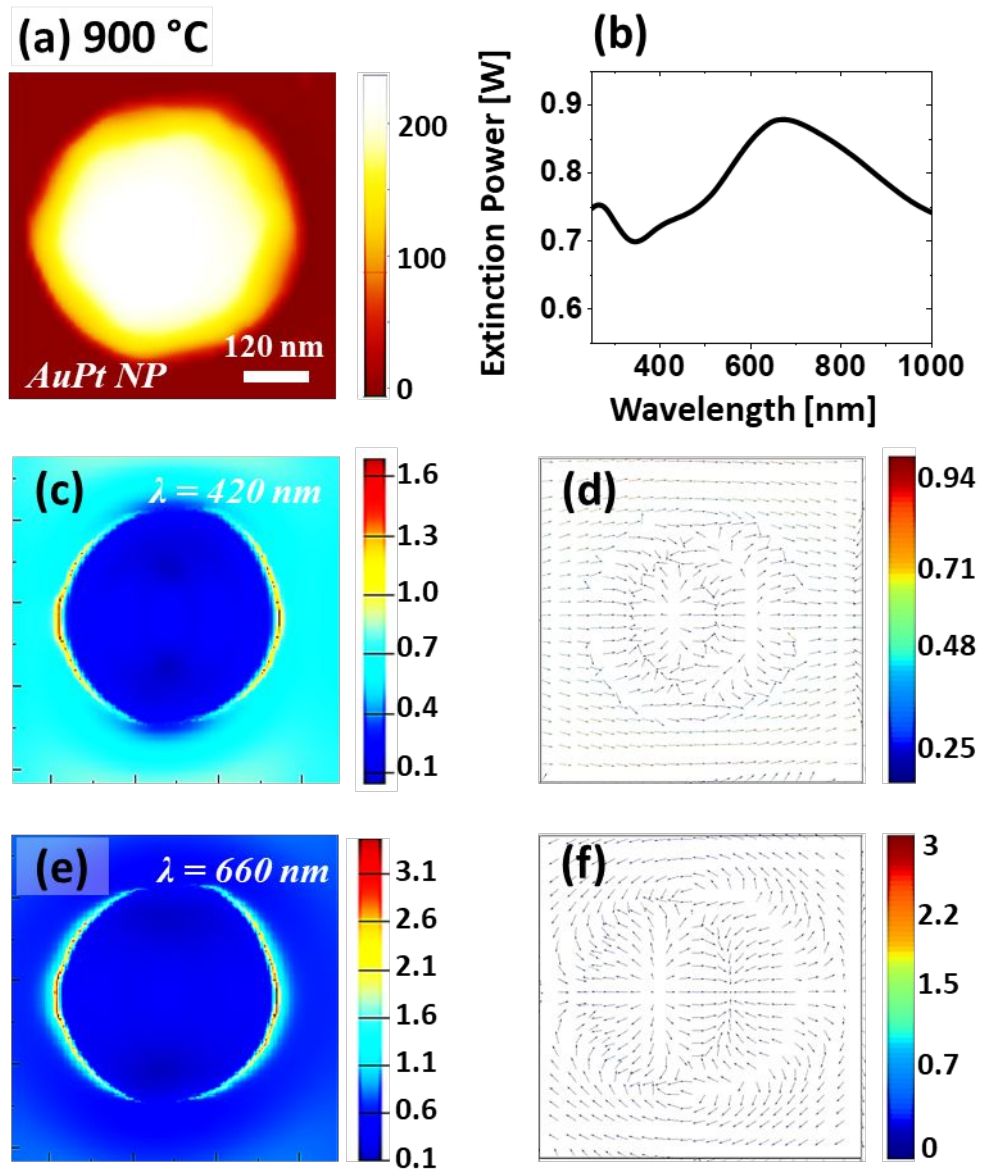 (a) 900 °C
200
100
0
120 nm
AuPt NP
(b)
Extinction Power [W]
0.9
0.8
0.7
0.6
400 600 800 1000
Wavelength [nm]
(c)
λ = 420 nm
1.6
1.3
1.0
0.7
0.4
0.1
(d)
0.94
0.71
0.48
0.25
(e)
λ = 660 nm
3.1
2.6
2.1
1.6
1.1
0.6
0.1
(f)
3
2.2
1.5
0.7
0